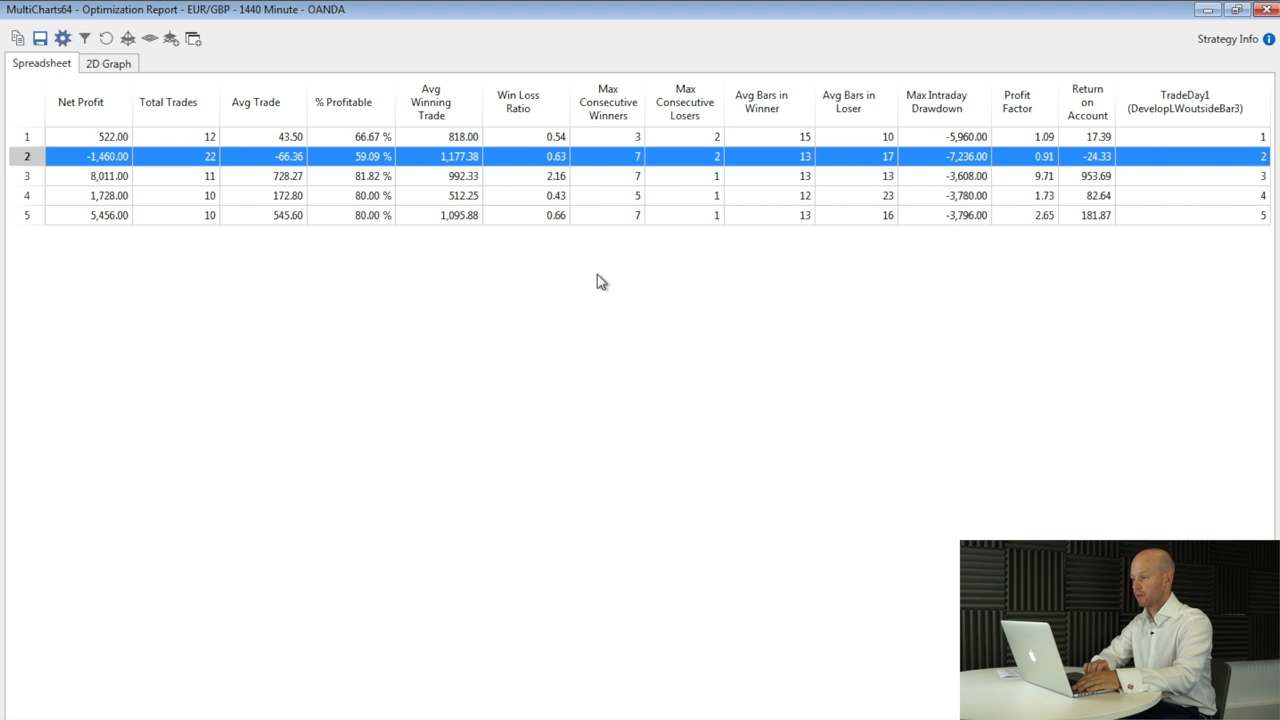 MultiCharts64 - Optimization Report - EUR/GBP - 1440 Minute - OANDA
Strategy Info
Spreadsheet 2D Graph
Net Profit Total Trades Avg Trade % Profitable Avg Winning Trade Win Loss Ratio Max Consecutive Winners Max Consecutive Losers Avg Bars in Winner Avg Bars in Loser Max Intraday Drawdown Profit Factor Return on Account TradeDay1 (DevelopLWoutsideBar3)
1 522.00 12 43.50 66.67 % 818.00 0.54 3 2 15 10 -5,960.00 1.09 17.39 1
2 -1,460.00 22 -66.36 59.09 % 1,177.38 0.63 7 2 13 17 -7,236.00 0.91 -24.33 2
3 8,011.00 11 728.27 81.82 % 992.33 2.16 7 1 13 13 -3,608.00 9.71 953.69 3
4 1,728.00 10 172.80 80.00 % 512.25 0.43 5 1 12 23 -3,780.00 1.73 82.64 4
5 5,456.00 10 545.60 80.00 % 1,095.88 0.66 7 1 13 16 -3,796.00 2.65 181.87 5